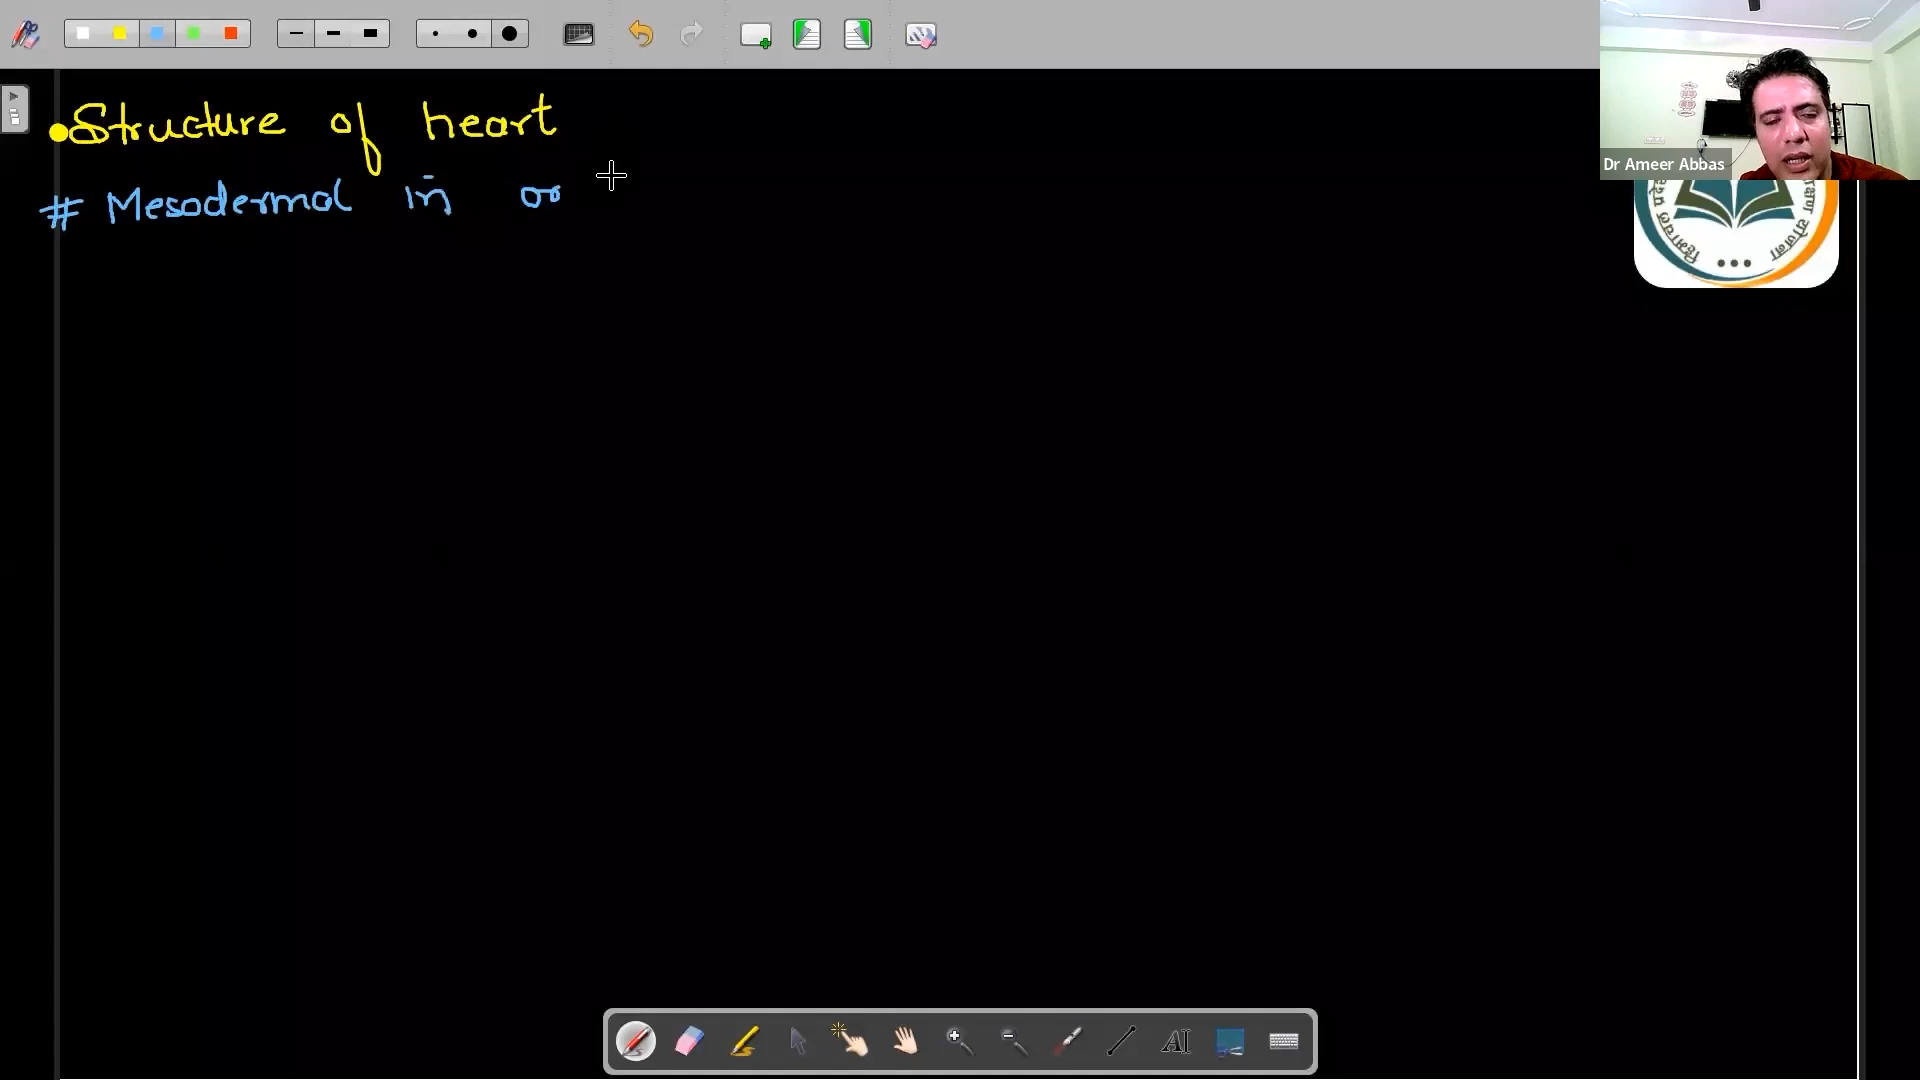 Dr Ameer Abbas
•Structure of heart
# Mesodermal in or